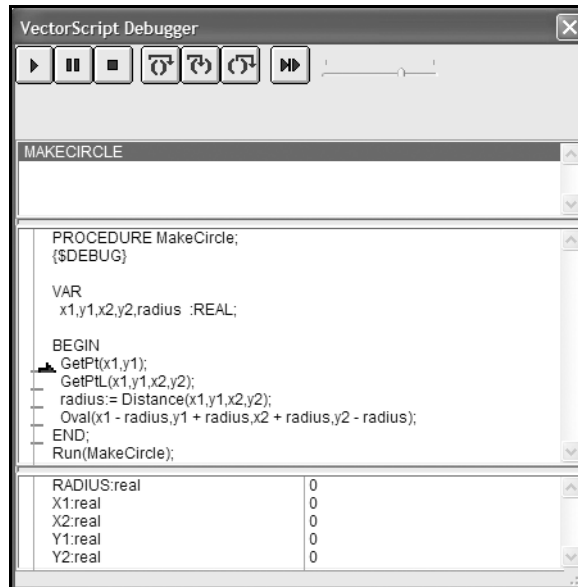 VectorScript Debugger
MAKECIRCLE
PROCEDURE MakeCircle;
{$DEBUG}
VAR
x1,y1,x2,y2,radius :REAL;
BEGIN
GetPt(x1,y1);
GetPtL(x1,y1,x2,y2);
radius:= Distance(x1,y1,x2,y2);
Oval(x1 - radius,y1 + radius,x2 + radius,y2 - radius);
END;
Run(MakeCircle);
RADIUS:real 0
X1:real 0
X2:real 0
Y1:real 0
Y2:real 0